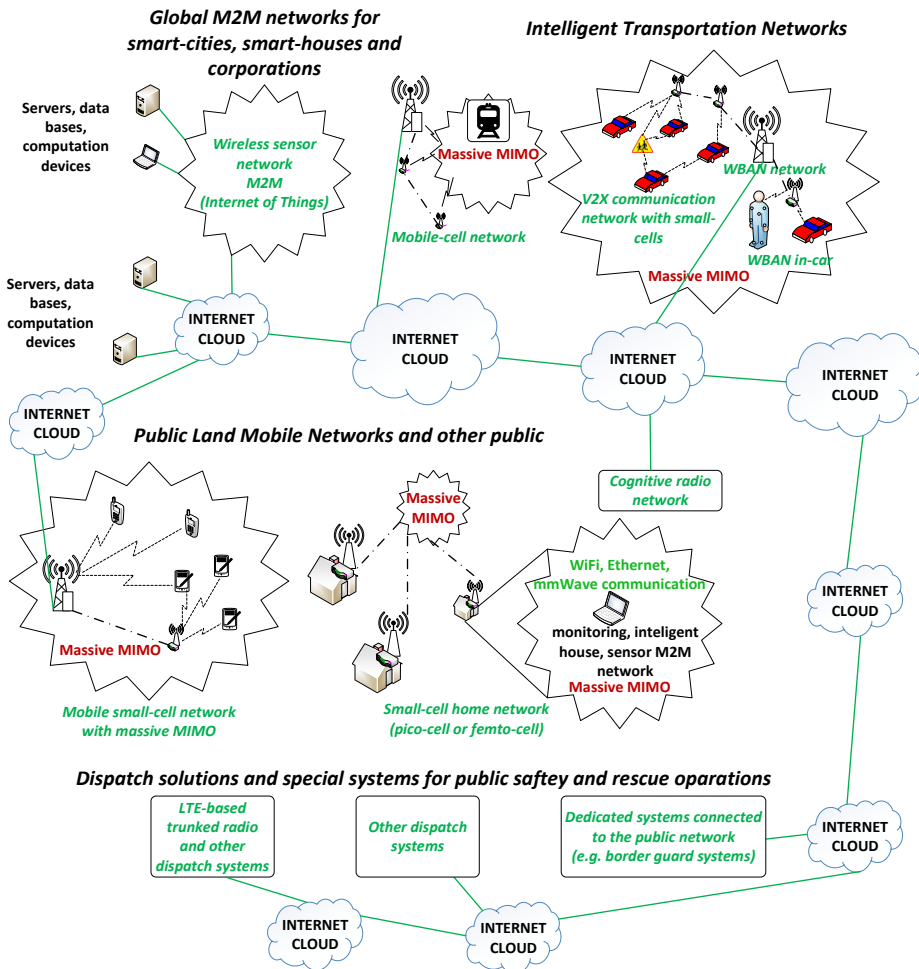 Global M2M networks for
smart-cities, smart-houses and
corporations
Intelligent Transportation Networks
Servers, data
bases,
computation
devices
Wireless sensor
network
M2M
(Internet of Things)
Massive MIMO
Mobile-cell network
WBAN network
V2X communication
network with small-
cells
WBAN in-car
Massive MIMO
Servers, data
bases,
computation
devices
INTERNET
CLOUD
INTERNET
CLOUD
INTERNET
CLOUD
INTERNET
CLOUD
INTERNET
CLOUD
Public Land Mobile Networks and other public
Cognitive radio
network
Massive
MIMO
WiFi, Ethernet,
mmWave communication
monitoring, inteligent
house, sensor M2M
network
Massive MIMO
INTERNET
CLOUD
Massive MIMO
Mobile small-cell network
with massive MIMO
Small-cell home network
(pico-cell or femto-cell)
Dispatch solutions and special systems for public saftey and rescue oparations
LTE-based
trunked radio
and other
dispatch systems
Other dispatch
systems
Dedicated systems connected
to the public network
(e.g. border guard systems)
INTERNET
CLOUD
INTERNET
CLOUD
INTERNET
CLOUD